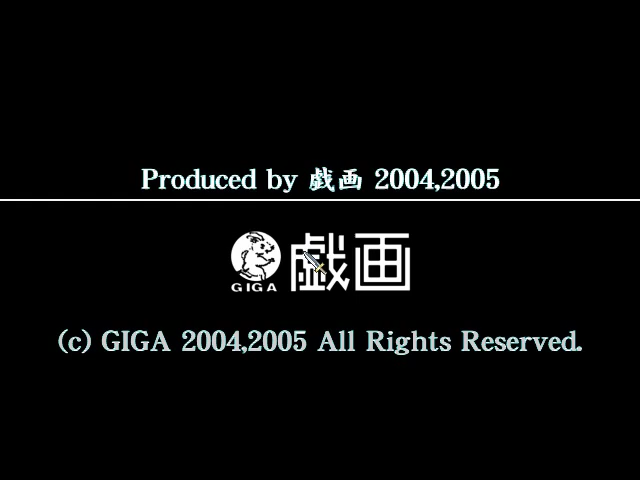 Produced by 戯画 2004,2005
GIGA 戯画
(c) GIGA 2004,2005 All Rights Reserved.